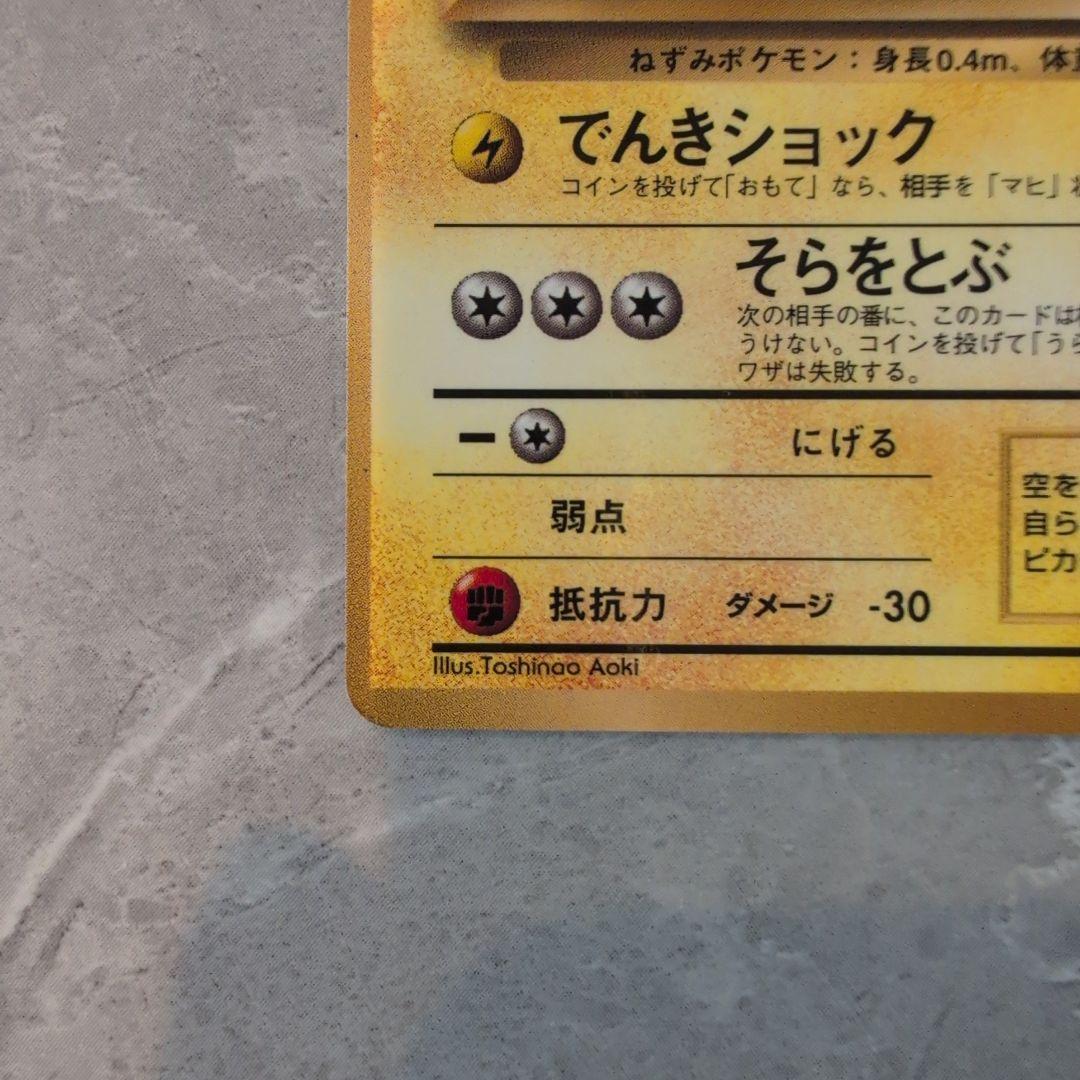 ねずみポケモン：身長0.4m。体
でんきショック
コインを投げて「おもて」なら、相手を「マヒ」
そらをとぶ
次の相手の番に、このカードは
うけない。コインを投げて「うら
ワザは失敗する。
にげる
弱点
空を
自ら
ピカ
抵抗力 ダメージ -30
Illus.Toshinao Aoki